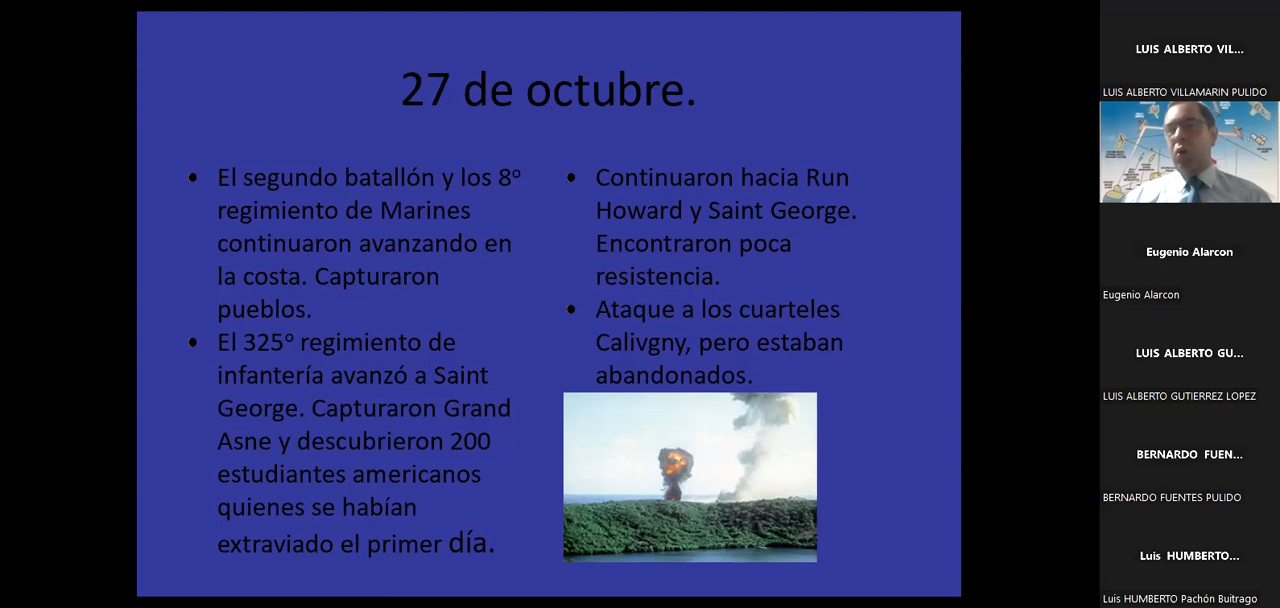 27 de octubre.
• El segundo batallón y los 8º
regimiento de Marines
continuaron avanzando en
la costa. Capturaron
pueblos.
• El 325º regimiento de
infantería avanzó a Saint
George. Capturaron Grand
Asne y descubrieron 200
estudiantes americanos
quienes se habían
extraviado el primer día.
• Continuaron hacia Run
Howard y Saint George.
Encontraron poca
resistencia.
• Ataque a los cuarteles
Calivgny, pero estaban
abandonados.
LUIS ALBERTO VIL...
LUIS ALBERTO VILLAMARIN PULIDO
Eugenio Alarcon
Eugenio Alarcon
LUIS ALBERTO GU...
LUIS ALBERTO GUTIERREZ LOPEZ
BERNARDO FUEN...
BERNARDO FUENTES PULIDO
Luis HUMBERTO...
Luis HUMBERTO Pachón Buitrago